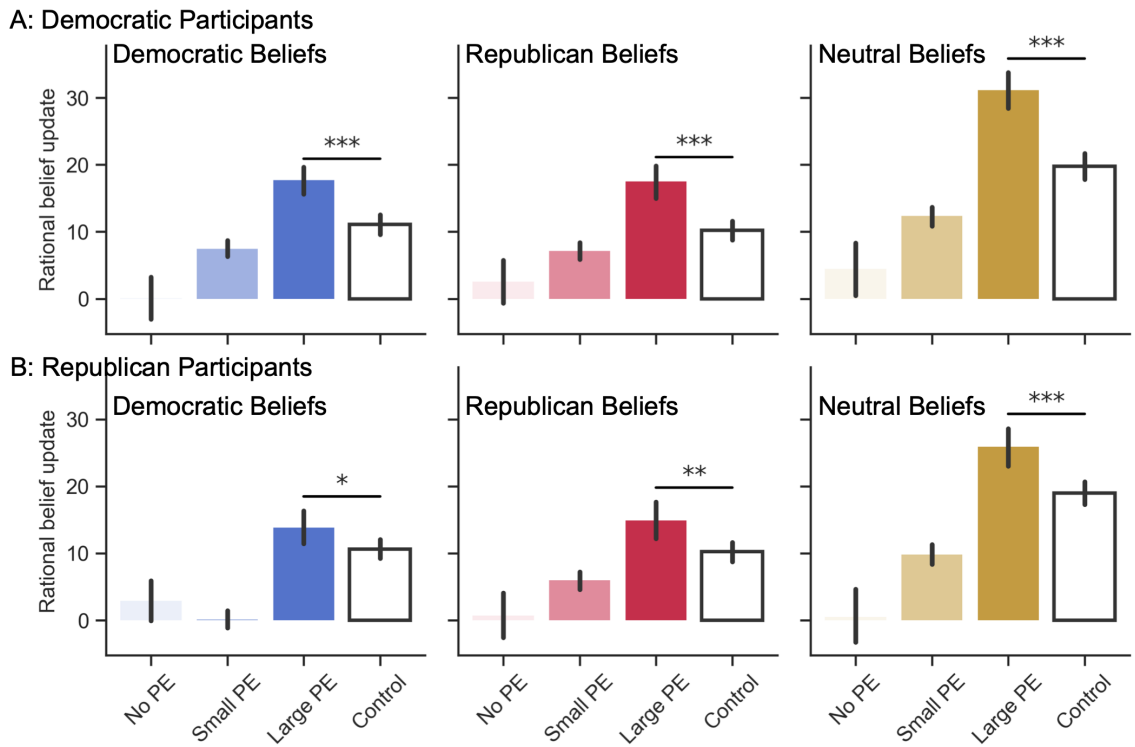 A: Democratic Participants
Democratic Beliefs
Republican Beliefs
Neutral Beliefs
***
***
***
Rational belief update
30
20
10
0
B: Republican Participants
Democratic Beliefs
Republican Beliefs
Neutral Beliefs
*
**
***
Rational belief update
30
20
10
0
No PE
Small PE
Large PE
Control
No PE
Small PE
Large PE
Control
No PE
Small PE
Large PE
Control